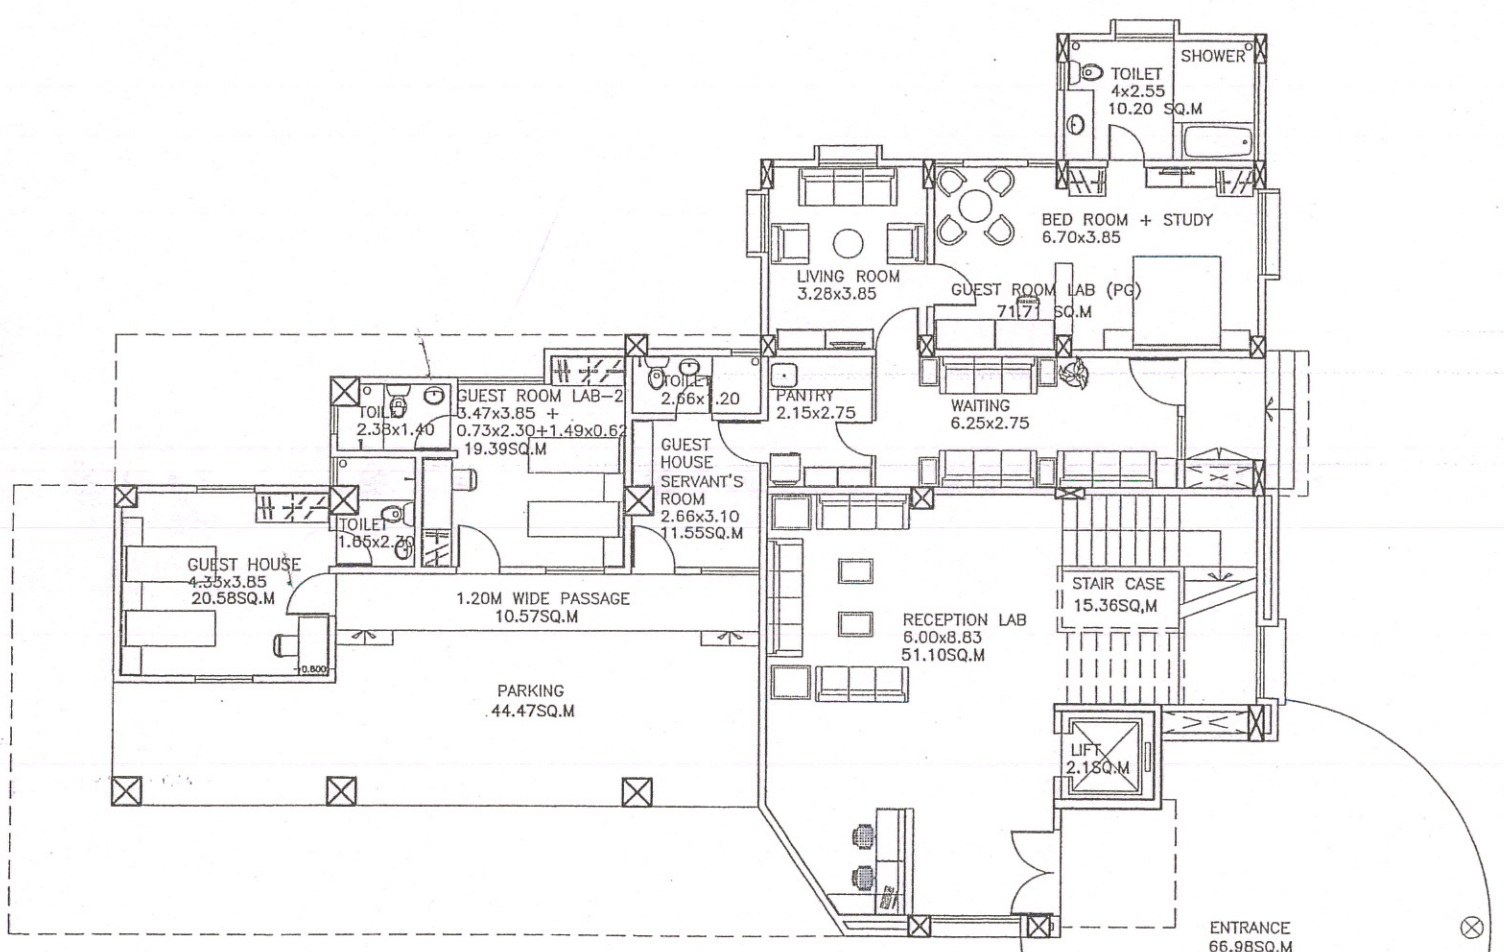 SHOWER
TOILET
4x2.55
10.20 SQ.M
BED ROOM + STUDY
6.70x3.85
LIVING ROOM
3.28x3.85
GUEST ROOM LAB (PG)
71.71 SQ.M
TOILET
2.38x1.40
GUEST ROOM LAB-2
3.47x3.85 +
0.73x2.30+1.49x0.62
19.39SQ.M
TOILET
2.66x1.20
PANTRY
2.15x2.75
WAITING
6.25x2.75
GUEST
HOUSE
SERVANT'S
ROOM
2.66x3.10
11.55SQ.M
TOILET
1.65x2.30
GUEST HOUSE
4.35x3.85
20.58SQ.M
0.600
1.20M WIDE PASSAGE
10.57SQ.M
STAIR CASE
15.36SQ,M
RECEPTION LAB
6.00x8.83
51.10SQ.M
PARKING
44.47SQ.M
LIFT
2.1SQ.M
ENTRANCE
66.98SQ.M